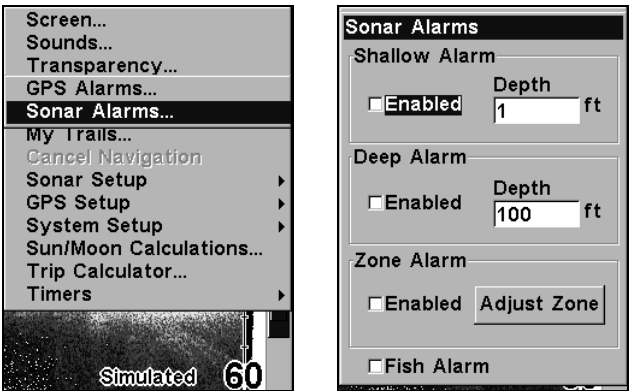 Screen...
Sounds...
Transparency...
GPS Alarms...
Sonar Alarms...
My Trails...
Cancel Navigation
Sonar Setup
GPS Setup
System Setup
Sun/Moon Calculations...
Trip Calculator...
Timers
Simulated 60
Sonar Alarms
Shallow Alarm
Depth
Enabled 1 ft
Deep Alarm
Depth
Enabled 100 ft
Zone Alarm
Enabled Adjust Zone
Fish Alarm